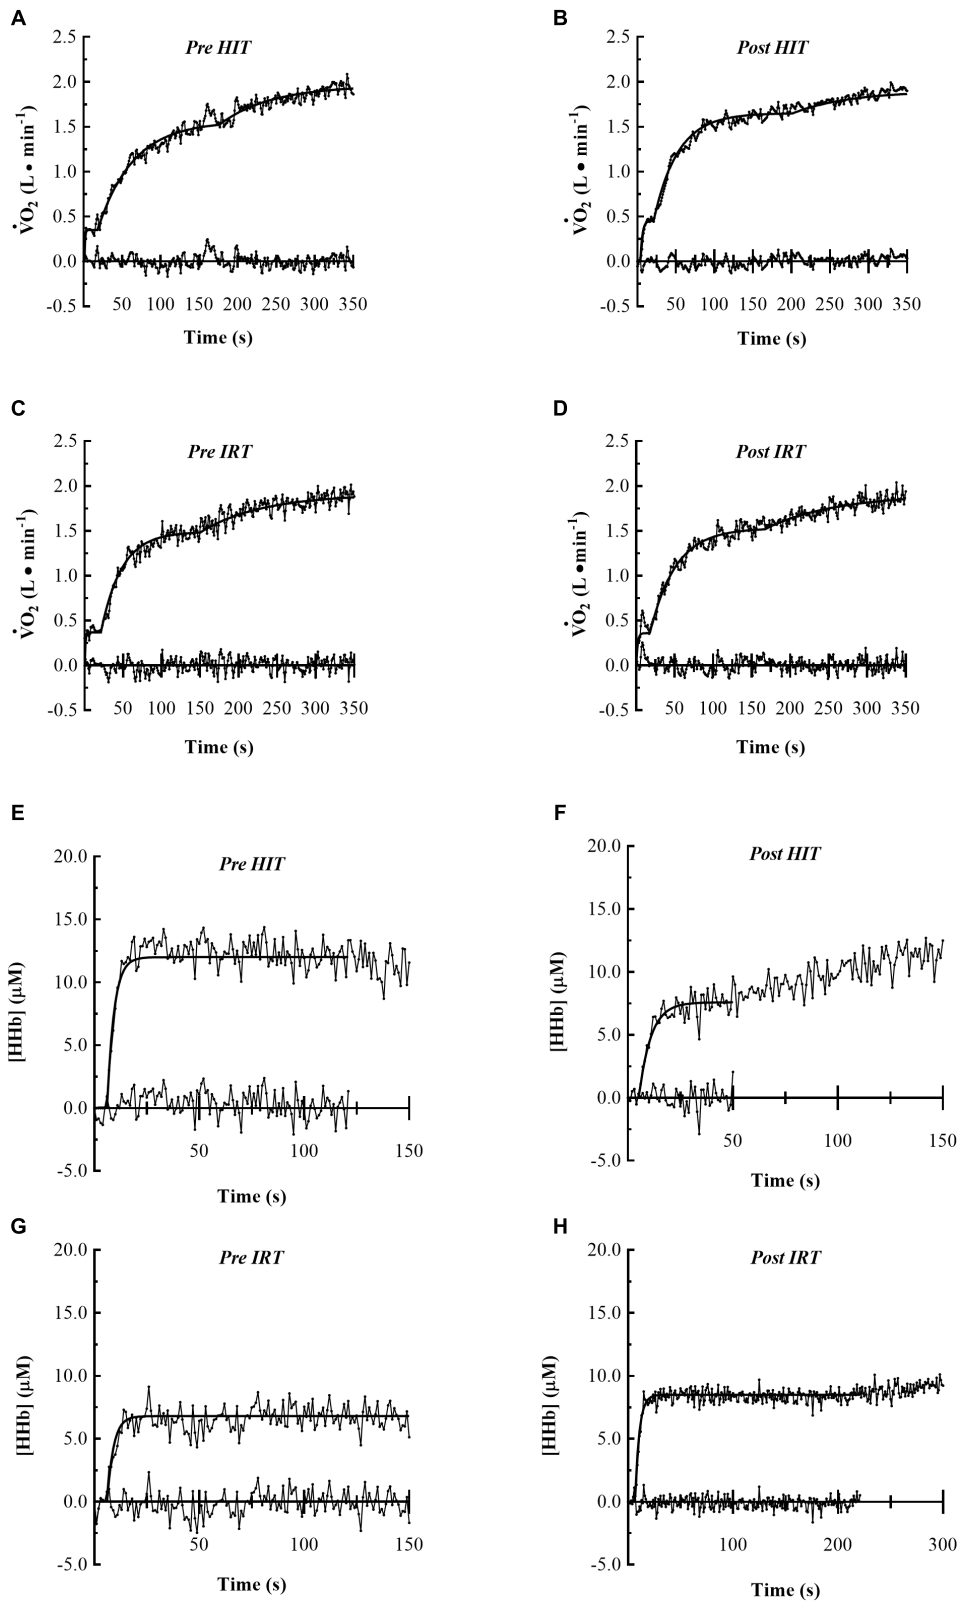 A
Pre HIT
2.5
2.0
1.5
1.0
0.5
0.0
-0.5
V̇O2 (L • min-1)
50 100 150 200 250 300 350
Time (s)
B
Post HIT
2.5
2.0
1.5
1.0
0.5
0.0
-0.5
V̇O2 (L • min-1)
50 100 150 200 250 300 350
Time (s)
C
Pre IRT
2.5
2.0
1.5
1.0
0.5
0.0
-0.5
V̇O2 (L • min-1)
50 100 150 200 250 300 350
Time (s)
D
Post IRT
2.5
2.0
1.5
1.0
0.5
0.0
-0.5
V̇O2 (L •min-1)
50 100 150 200 250 300 350
Time (s)
E
Pre HIT
20.0
15.0
10.0
5.0
0.0
-5.0
[HHb] (µM)
50 100 150
Time (s)
F
Post HIT
20.0
15.0
10.0
5.0
0.0
-5.0
[HHb] (µM)
50 100 150
Time (s)
G
Pre IRT
20.0
15.0
10.0
5.0
0.0
-5.0
[HHb] (µM)
50 100 150
Time (s)
H
Post IRT
20.0
15.0
10.0
5.0
0.0
-5.0
[HHb] (µM)
100 200 300
Time (s)